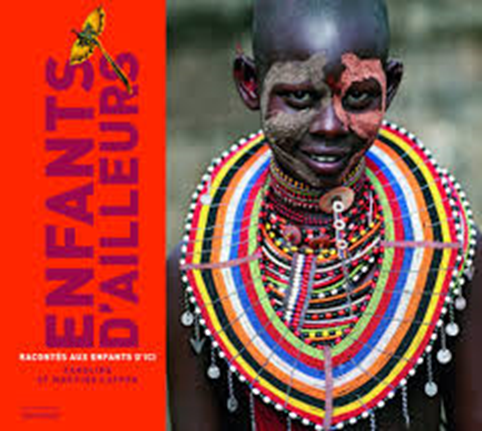 ENFANTS
D'AILLEURS
RACONTÉS AUX ENFANTS D'ICI
CAROLINE
ET MARTINE LAFFON